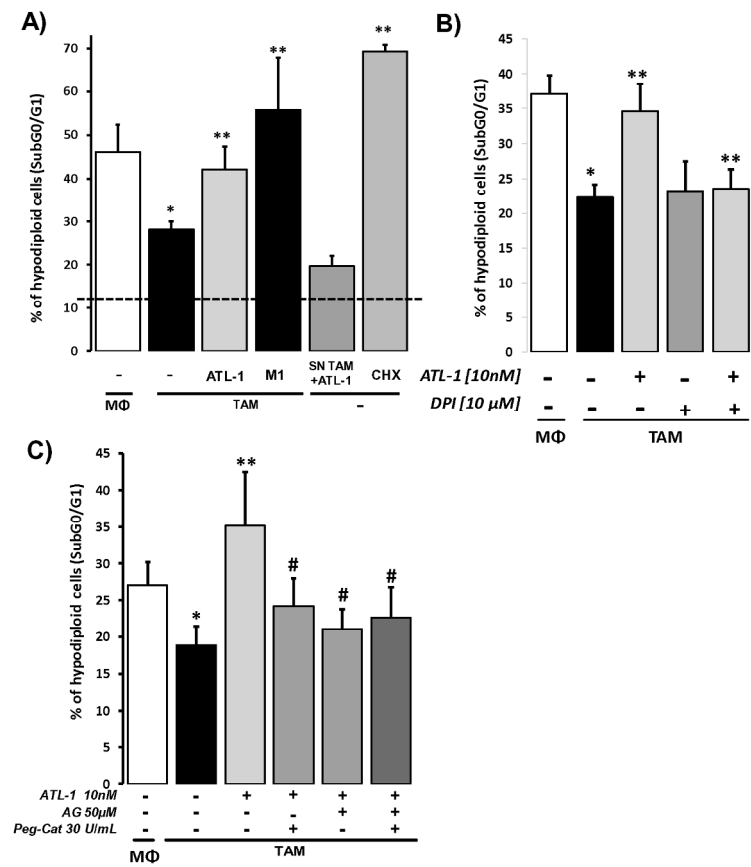 A)
% of hypodiploid cells (SubG0/G1)
70
60
50
40
30
20
10
0
*
**
**
**
- - ATL-1 M1 SN TAM +ATL-1 CHX
MΦ TAM -
B)
% of hypodiploid cells (SubG0/G1)
45
40
35
30
25
20
15
10
5
0
*
**
**
ATL-1 [10nM] - - + - +
DPI [10 µM] - - - + +
MΦ TAM
C)
% of hypodiploid cells (SubG0/G1)
45
40
35
30
25
20
15
10
5
0
*
**
#
#
#
ATL-1 10nM - - + + + +
AG 50µM - - - - + +
Peg-Cat 30 U/mL - - - + - +
MΦ TAM